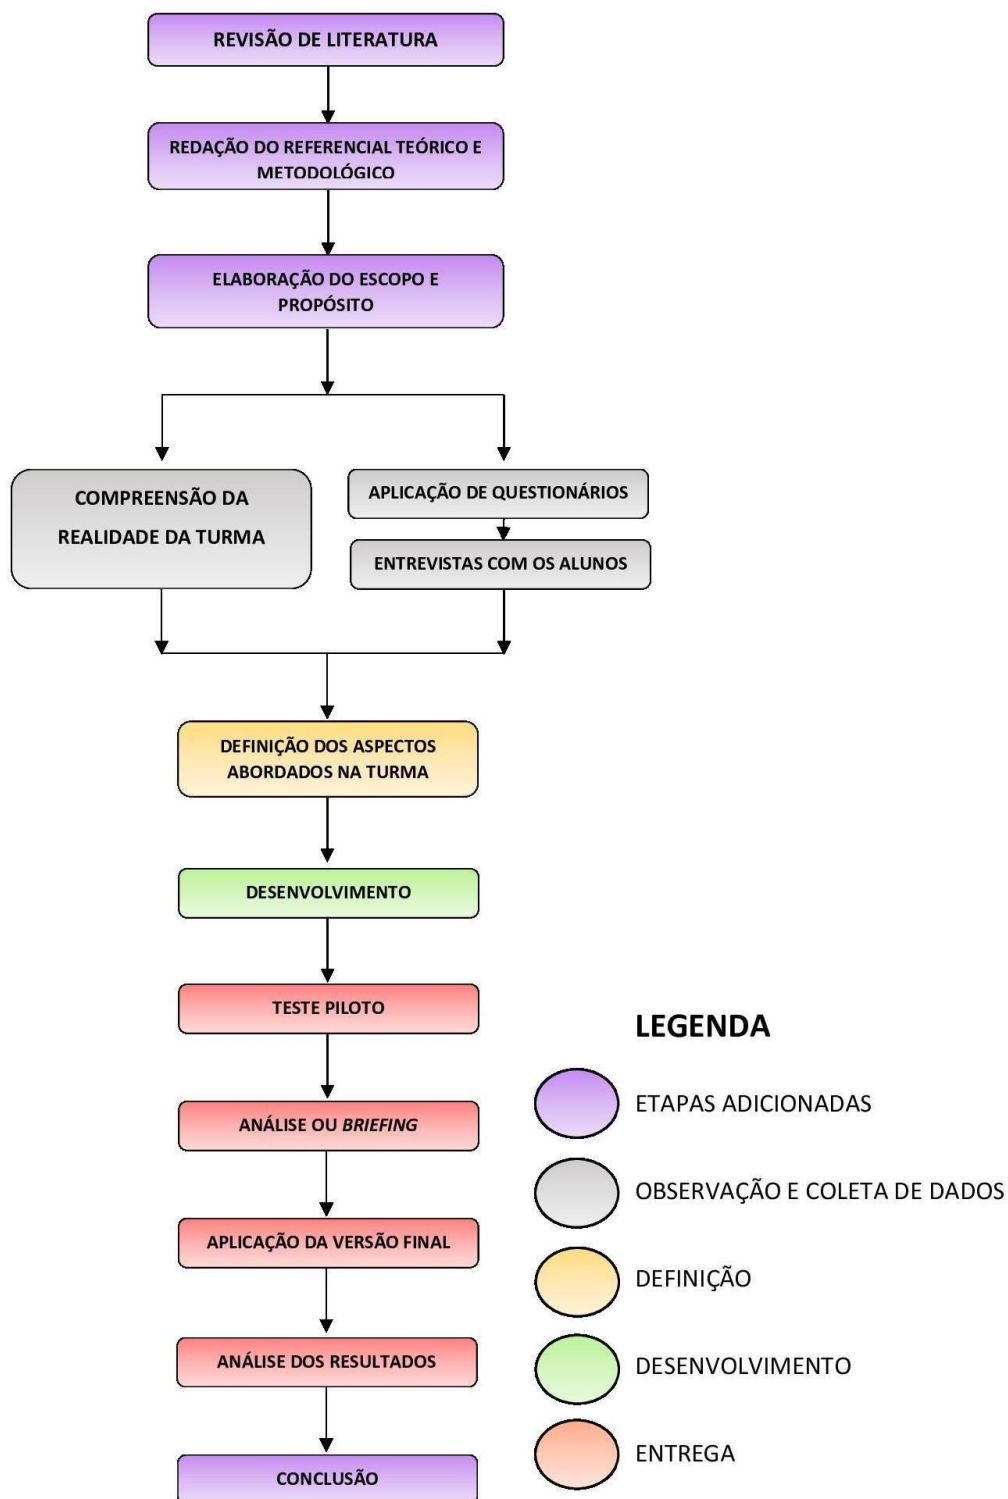 REVISÃO DE LITERATURA
REDAÇÃO DO REFERENCIAL TEÓRICO E
METODOLÓGICO
ELABORAÇÃO DO ESCOPO E
PROPÓSITO
COMPREENSÃO DA
REALIDADE DA TURMA
APLICAÇÃO DE QUESTIONÁRIOS
ENTREVISTAS COM OS ALUNOS
DEFINIÇÃO DOS ASPECTOS
ABORDADOS NA TURMA
DESENVOLVIMENTO
TESTE PILOTO
ANÁLISE OU BRIEFING
APLICAÇÃO DA VERSÃO FINAL
ANÁLISE DOS RESULTADOS
CONCLUSÃO
LEGENDA
ETAPAS ADICIONADAS
OBSERVAÇÃO E COLETA DE DADOS
DEFINIÇÃO
DESENVOLVIMENTO
ENTREGA